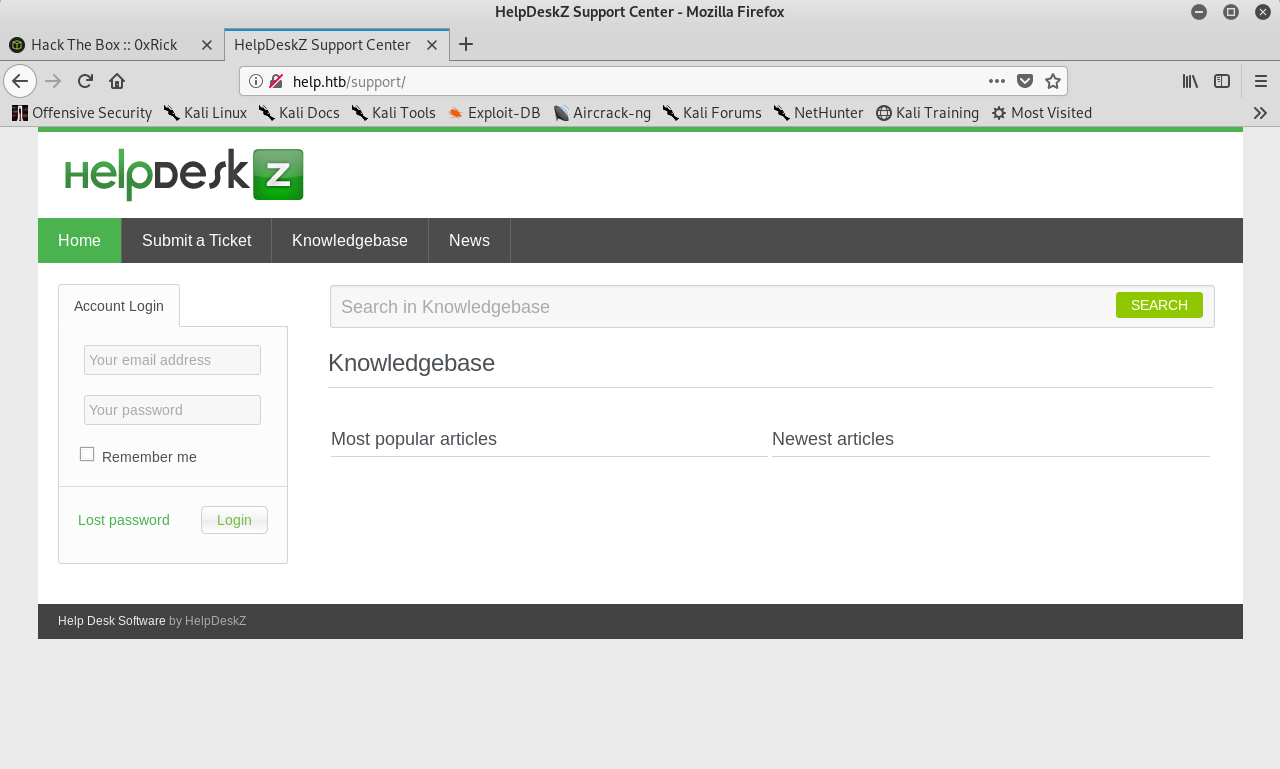 HelpDeskZ Support Center - Mozilla Firefox
Hack The Box :: 0xRick HelpDeskZ Support Center
help.htb/support/
Offensive Security Kali Linux Kali Docs Kali Tools Exploit-DB Aircrack-ng Kali Forums NetHunter Kali Training Most Visited
HelpDesk Z
Home Submit a Ticket Knowledgebase News
Account Login
Your email address
Your password
Remember me
Lost password Login
Search in Knowledgebase SEARCH
Knowledgebase
Most popular articles Newest articles
Help Desk Software by HelpDeskZ